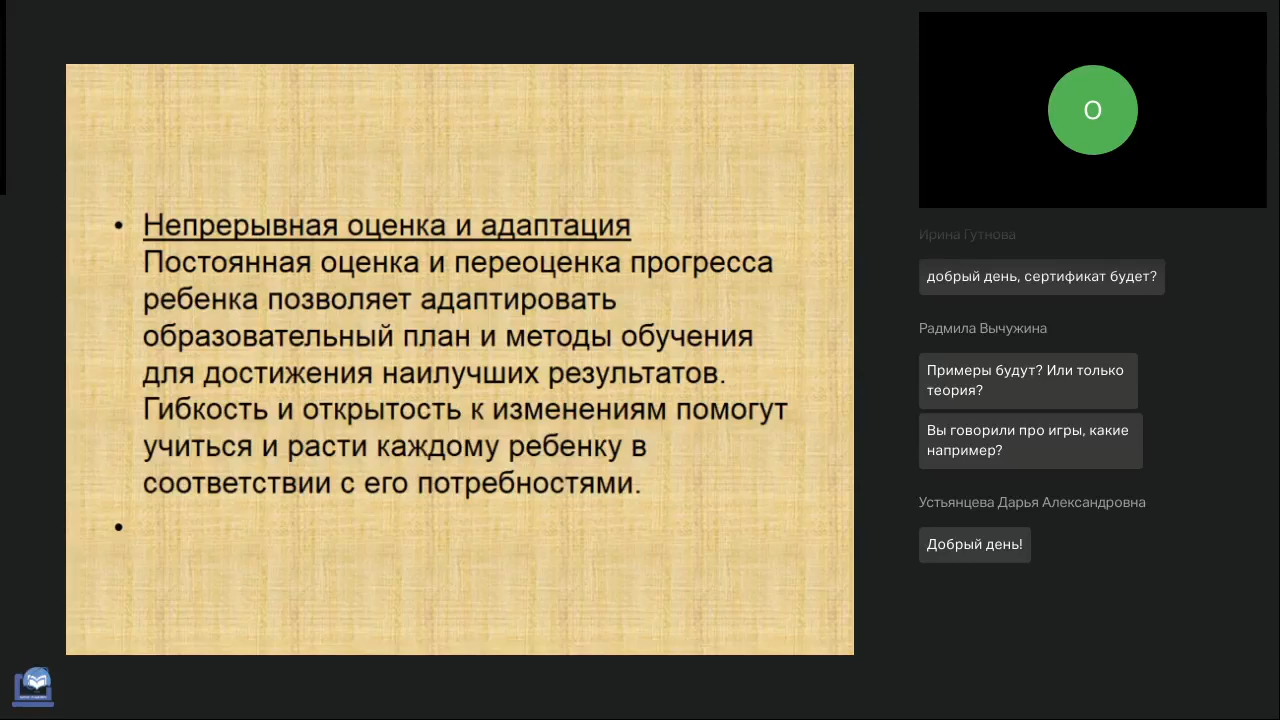 Непрерывная оценка и адаптация
Постоянная оценка и переоценка прогресса
ребенка позволяет адаптировать
образовательный план и методы обучения
для достижения наилучших результатов.
Гибкость и открытость к изменениям помогут
учиться и расти каждому ребенку в
соответствии с его потребностями.
О
Ирина Гутнова
добрый день, сертификат будет?
Радмила Вычужина
Примеры будут? Или только
теория?
Вы говорили про игры, какие
например?
Устьянцева Дарья Александровна
Добрый день!